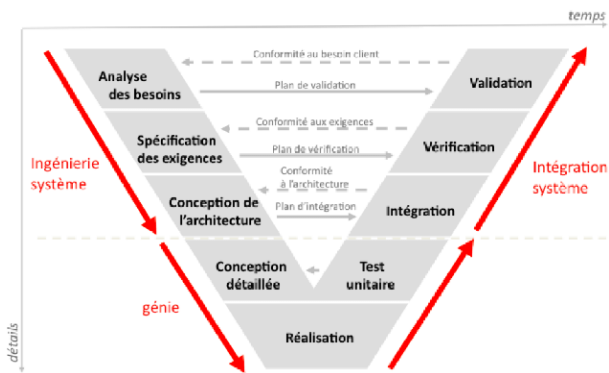 temps
Conformité au besoin client
Analyse
des besoins
Plan de validation
Validation
Conformité aux exigences
Spécification
des exigences
Plan de vérification
Vérification
Ingénierie
système
Conformité
à l'architecture
Intégration
système
Conception de
l'architecture
Plan d'intégration
Intégration
Conception
détaillée
Test
unitaire
génie
Réalisation
détails